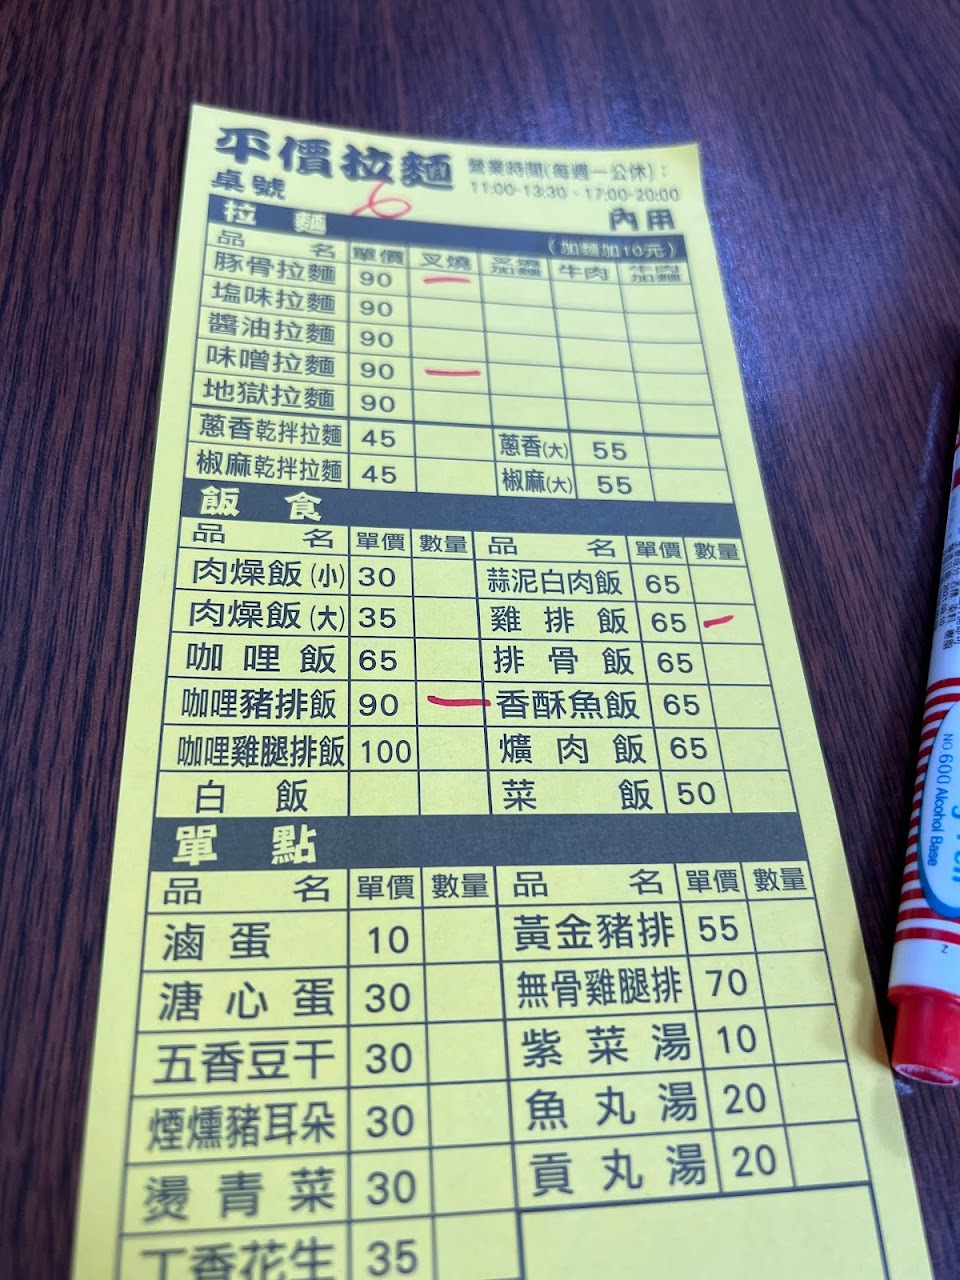 平價拉麵 營業時間(每週一公休):
11:00-13:30、17:00-20:00
桌號 6 內用
拉麵 (加麵加10元)
品名 單價 叉燒 叉燒加麵 牛肉 牛肉加麵
豚骨拉麵 90 一
塩味拉麵 90
醬油拉麵 90
味噌拉麵 90 一
地獄拉麵 90
蔥香乾拌拉麵 45 蔥香(大) 55
椒麻乾拌拉麵 45 椒麻(大) 55
飯食
品名 單價 數量 品名 單價 數量
肉燥飯(小) 30 蒜泥白肉飯 65
肉燥飯(大) 35 雞排飯 65 一
咖哩飯 65 排骨飯 65
咖哩豬排飯 90 一 香酥魚飯 65
咖哩雞腿排飯 100 爌肉飯 65
白飯 菜飯 50
單點
品名 單價 數量 品名 單價 數量
滷蛋 10 黃金豬排 55
溏心蛋 30 無骨雞腿排 70
五香豆干 30 紫菜湯 10
煙燻豬耳朵 30 魚丸湯 20
燙青菜 30 貢丸湯 20
丁香花生 35
NO 600 Alcohol Base